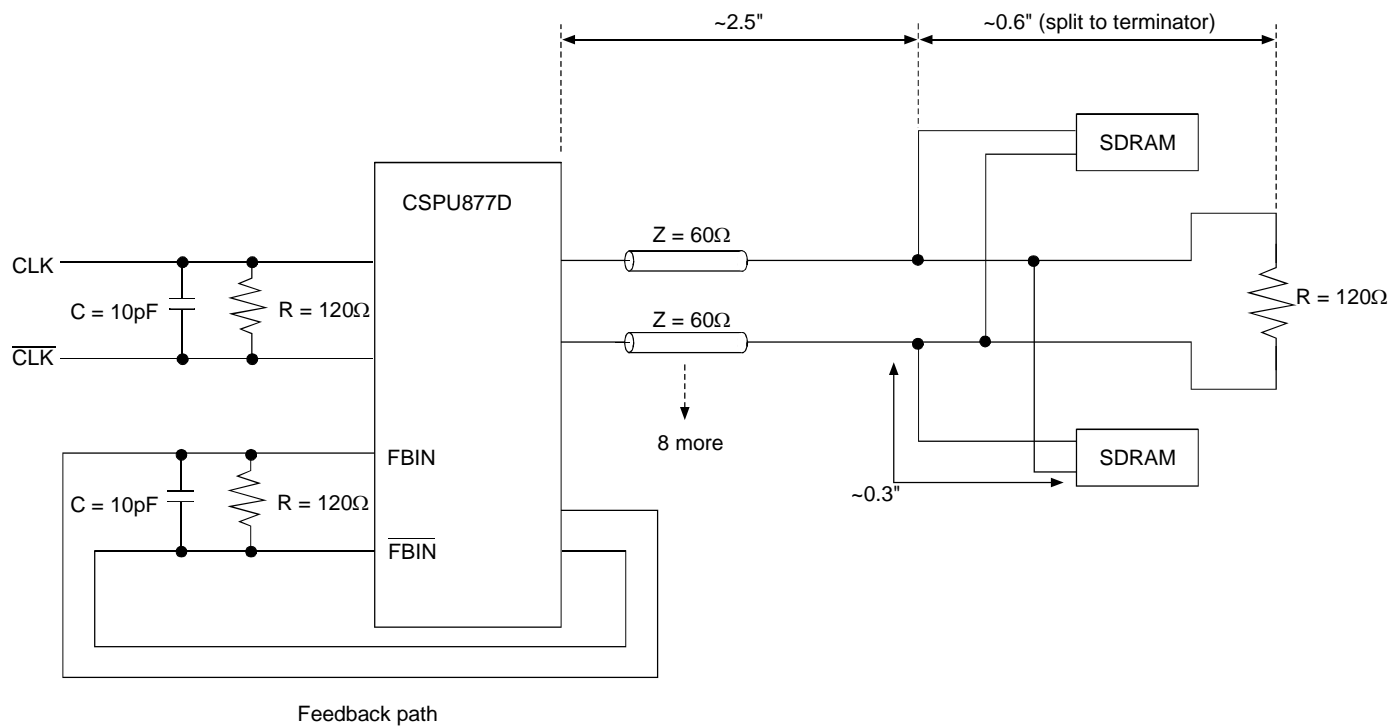 ~2.5"
~0.6" (split to terminator)
SDRAM
CSPU877D
Z = 60Ω
CLK
C = 10pF
R = 120Ω
R = 120Ω
Z = 60Ω
CLK
8 more
FBIN
SDRAM
~0.3"
C = 10pF
R = 120Ω
FBIN
Feedback path